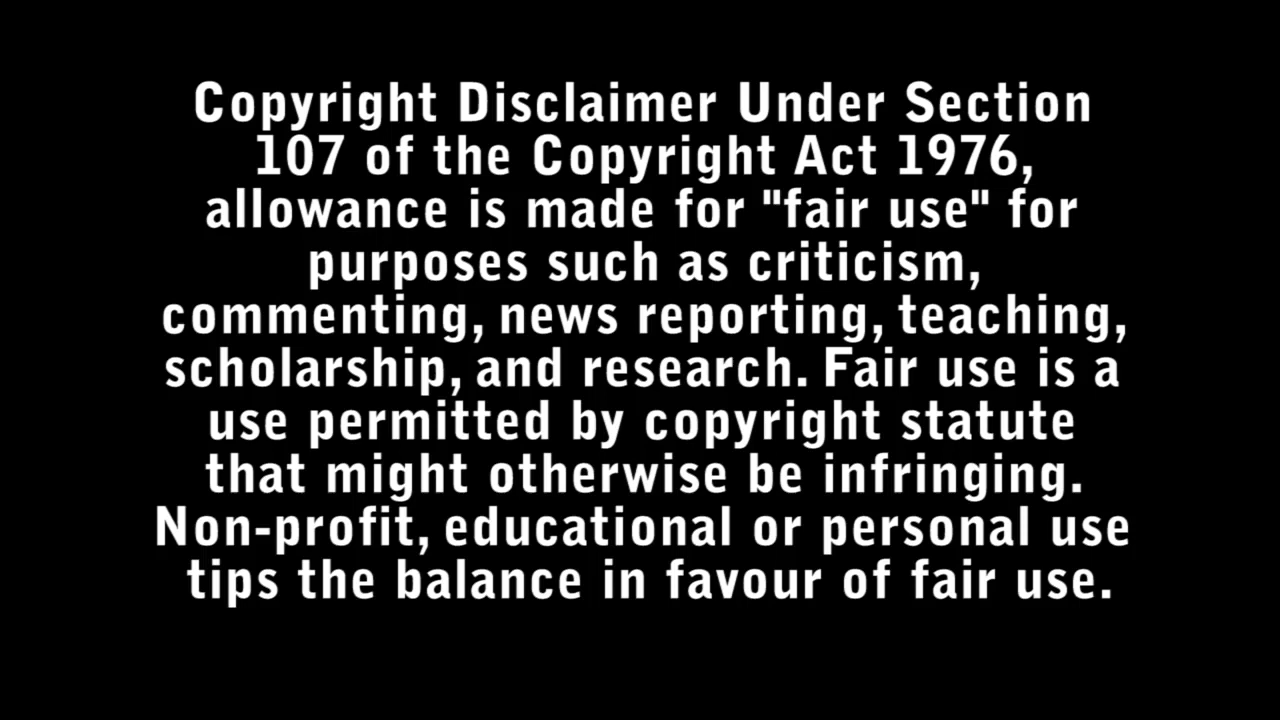 Copyright Disclaimer Under Section
107 of the Copyright Act 1976,
allowance is made for "fair use" for
purposes such as criticism,
commenting, news reporting, teaching,
scholarship, and research. Fair use is a
use permitted by copyright statute
that might otherwise be infringing.
Non-profit, educational or personal use
tips the balance in favour of fair use.